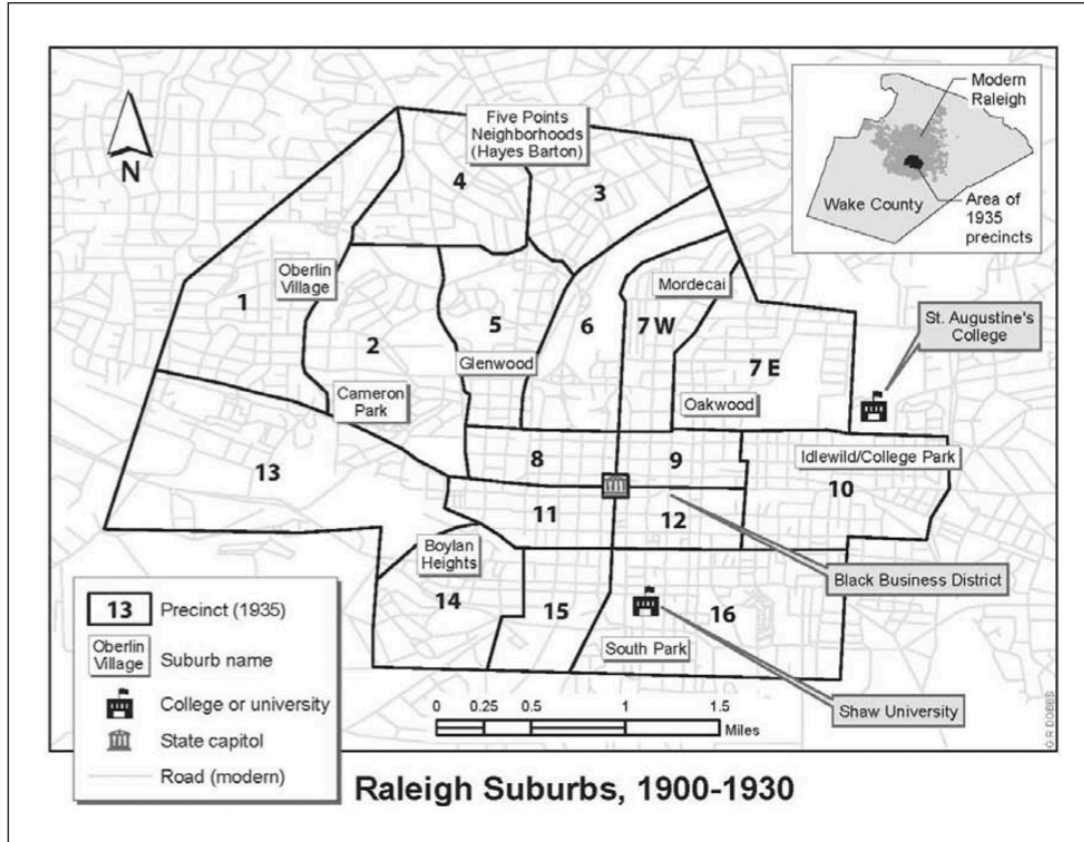 Five Points
Neighborhoods
(Hayes Barton)
Modern
Raleigh
Wake County
Area of
1935
precincts
N
4
3
Oberlin
Village
Mordecai
1
5
6
7 W
2
St. Augustine's
College
Glenwood
7 E
Cameron
Park
Oakwood
8
9
Idlewild/College Park
13
10
11
12
Boylan
Heights
Black Business District
14
15
16
South Park
Shaw University
13 Precinct (1935)
Oberlin
Village
Suburb name
College or university
State capitol
Road (modern)
0 0.25 0.5 1 1.5
Miles
G R DOBBS
Raleigh Suburbs, 1900-1930